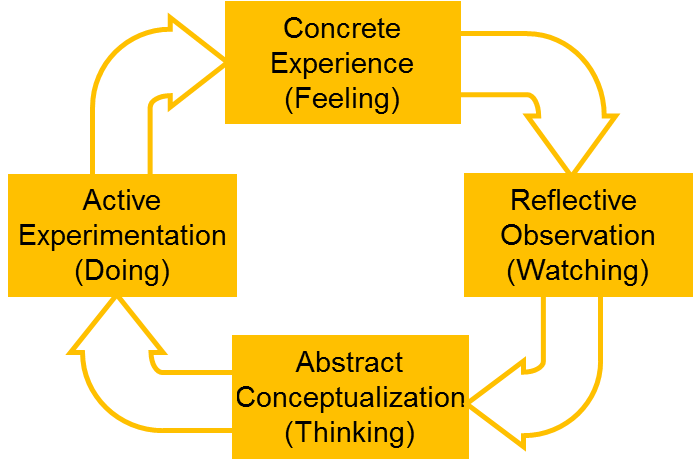 Concrete
Experience
(Feeling)
Reflective
Observation
(Watching)
Abstract
Conceptualization
(Thinking)
Active
Experimentation
(Doing)